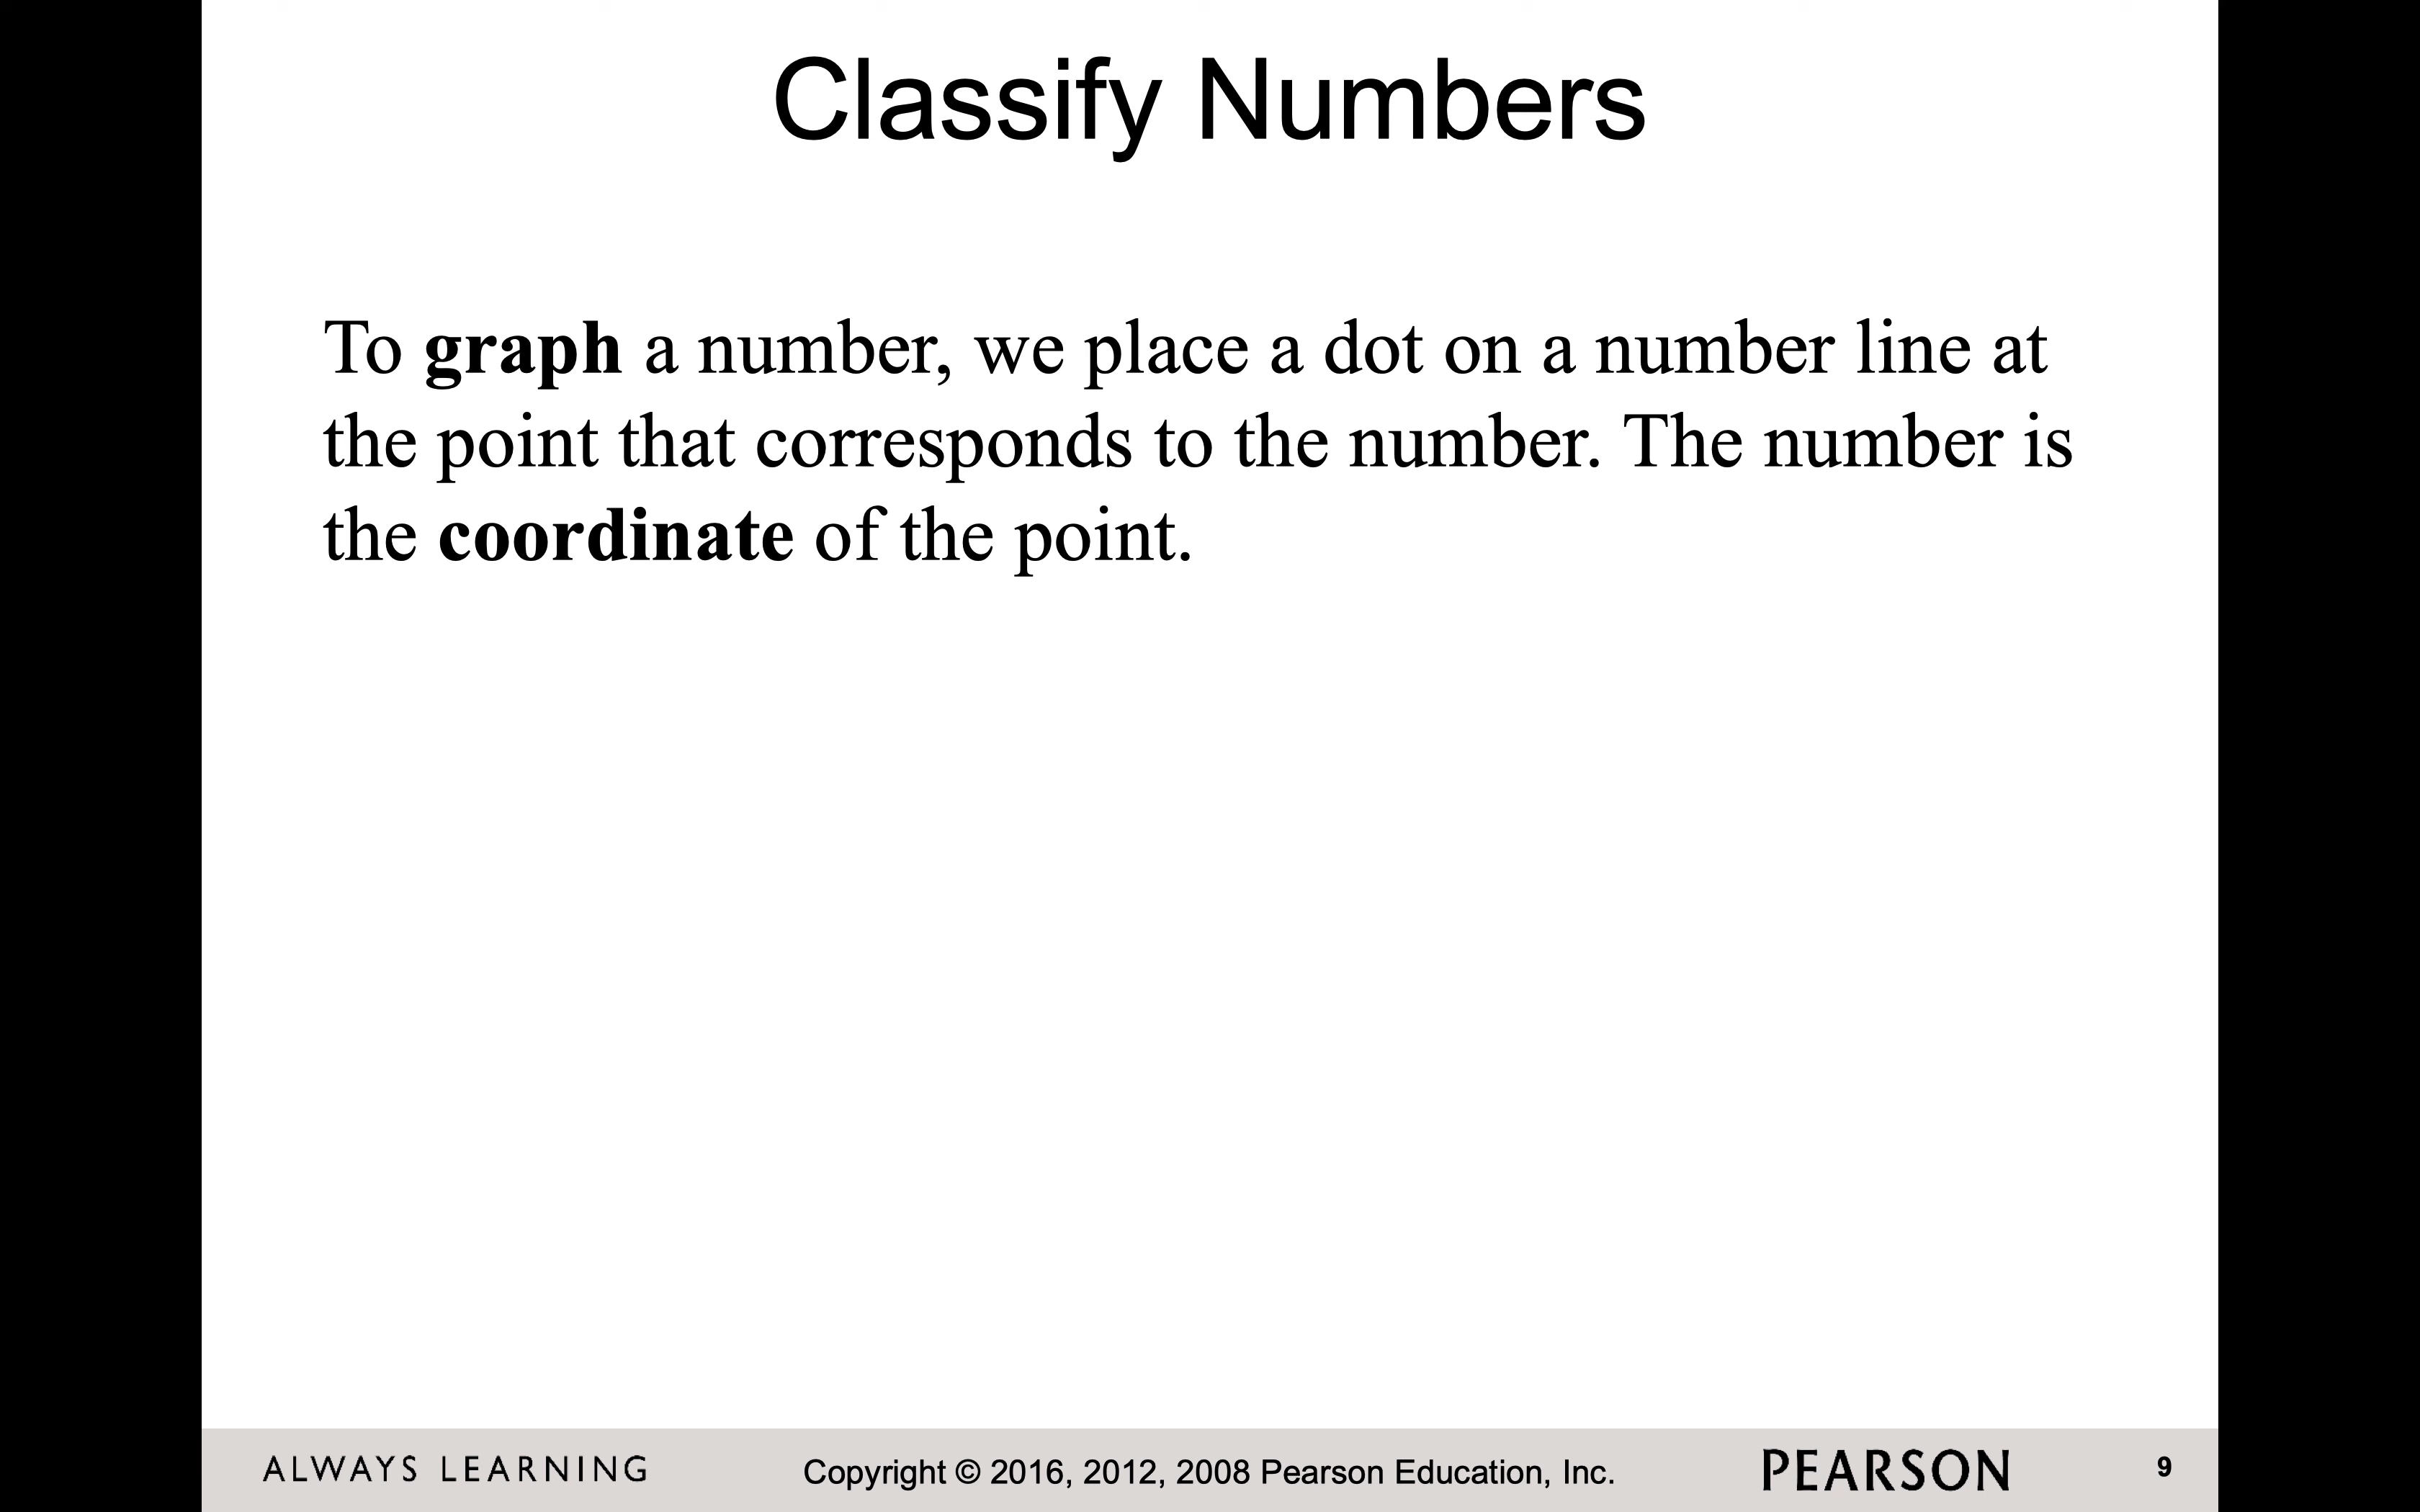 Classify Numbers
To graph a number, we place a dot on a number line at
the point that corresponds to the number. The number is
the coordinate of the point.
ALWAYS LEARNING Copyright © 2016, 2012, 2008 Pearson Education, Inc. PEARSON 9